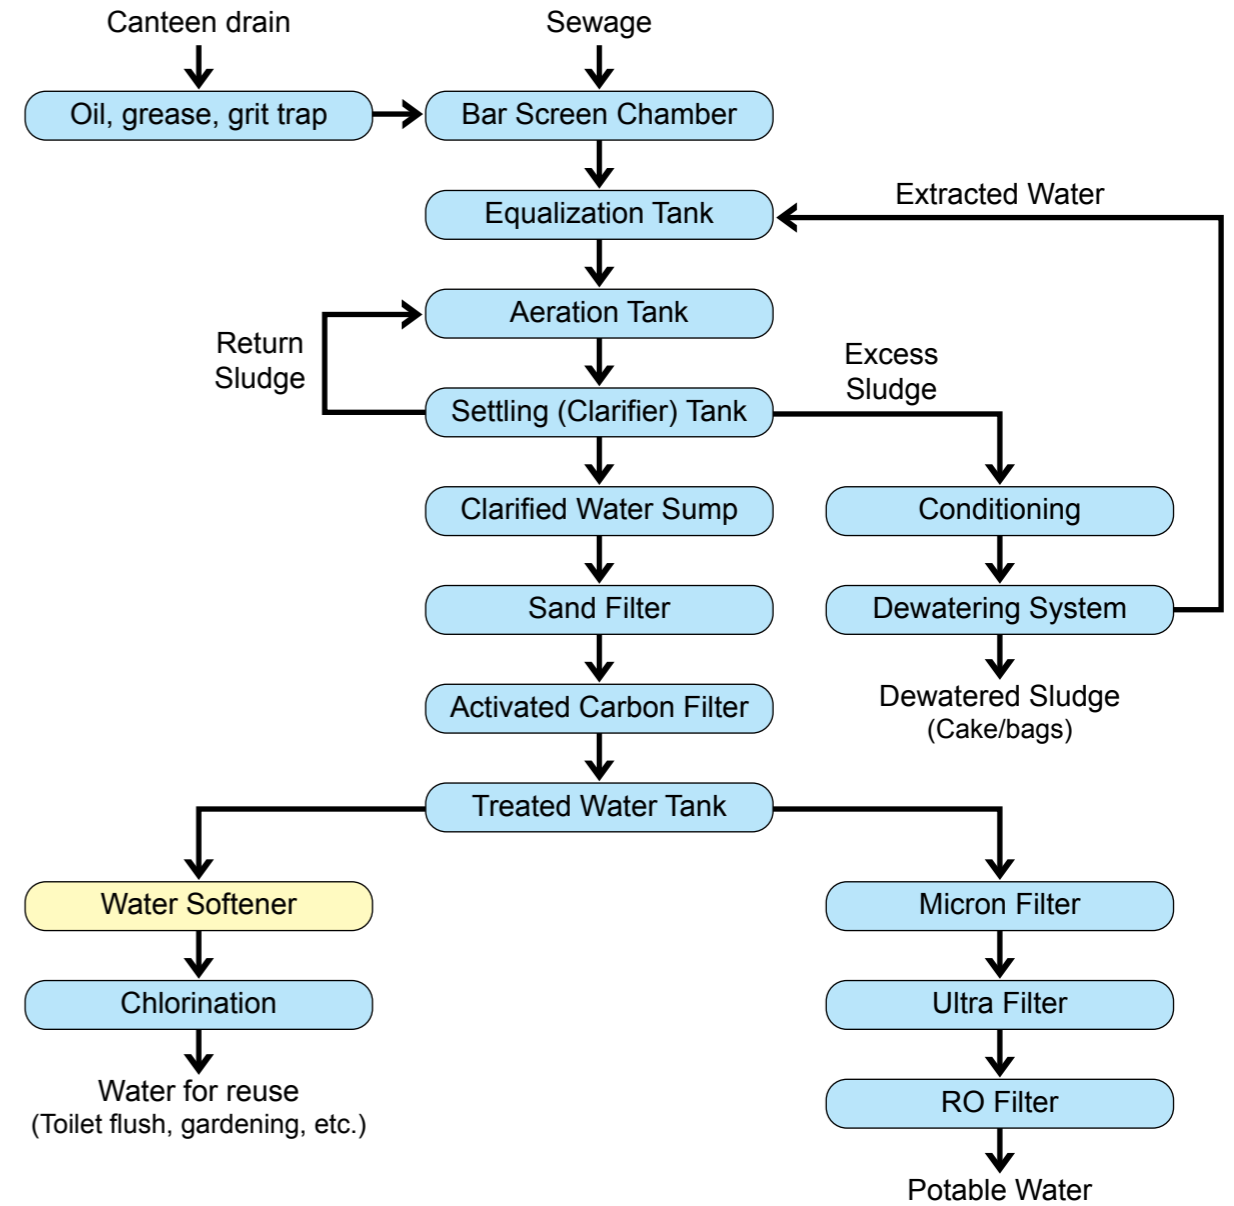 Canteen drain
Sewage
Oil, grease, grit trap
Bar Screen Chamber
Extracted Water
Equalization Tank
Aeration Tank
Return
Sludge
Excess
Sludge
Settling (Clarifier) Tank
Clarified Water Sump
Conditioning
Sand Filter
Dewatering System
Activated Carbon Filter
Dewatered Sludge
(Cake/bags)
Treated Water Tank
Water Softener
Micron Filter
Chlorination
Ultra Filter
Water for reuse
(Toilet flush, gardening, etc.)
RO Filter
Potable Water